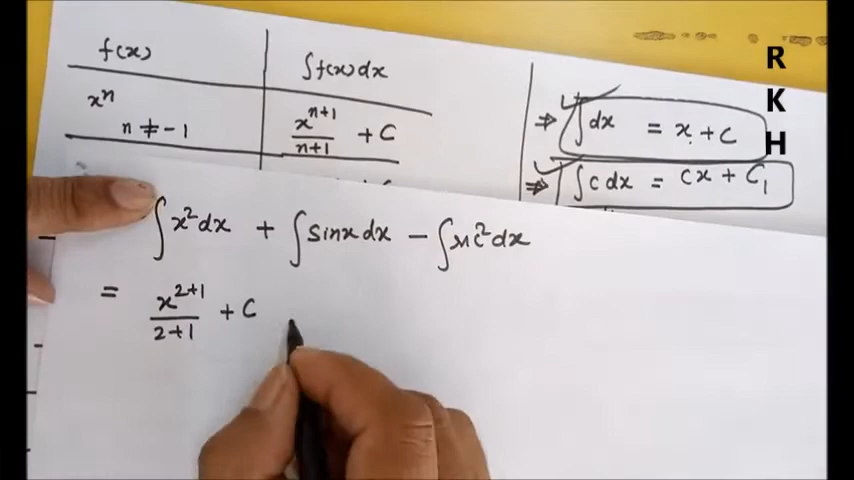 f(x) ∫f(x)dx
xⁿ n ≠ -1 xⁿ⁺¹/n+1 + C
⇒ ∫dx = x + C
⇒ ∫c dx = cx + C₁
∫x²dx + ∫sinx dx - ∫ x²dx
= x²⁺¹/2+1 + C
R
K
H